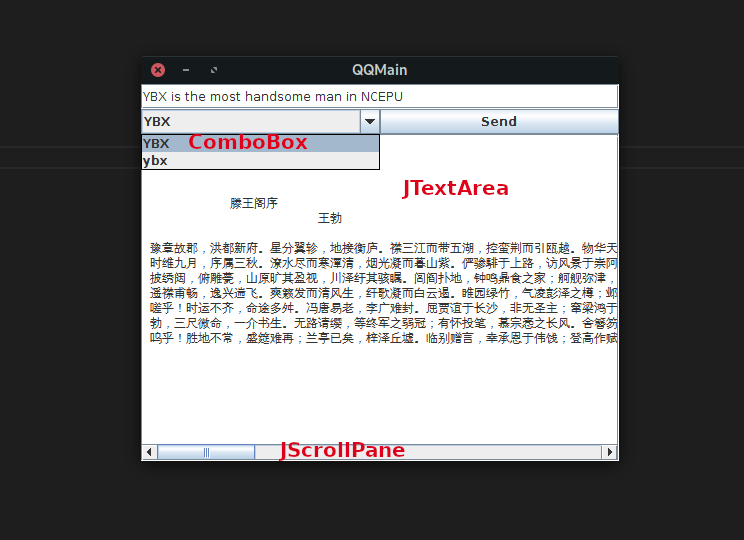 QQMain
YBX is the most handsome man in NCEPU
YBX
Send
YBX ComboBox
ybx
JTextArea
滕王阁序
王勃
豫章故郡，洪都新府。星分翼轸，地接衡庐。襟三江而带五湖，控蛮荆而引瓯越。物华天
时维九月，序属三秋。潦水尽而寒潭清，烟光凝而暮山紫。俨骖騑于上路，访风景于崇阿
披绣闼，俯雕甍，山原旷其盈视，川泽纡其骇瞩。闾阎扑地，钟鸣鼎食之家；舸舰弥津，
遥襟甫畅，逸兴遄飞。爽籁发而清风生，纤歌凝而白云遏。睢园绿竹，气凌彭泽之樽；邺
嗟乎！时运不齐，命途多舛。冯唐易老，李广难封。屈贾谊于长沙，非无圣主；窜梁鸿于
勃，三尺微命，一介书生。无路请缨，等终军之弱冠；有怀投笔，慕宗悫之长风。舍簪笏
呜乎！胜地不常，盛筵难再；兰亭已矣，梓泽丘墟。临别赠言，幸承恩于伟饯；登高作赋
JScrollPane